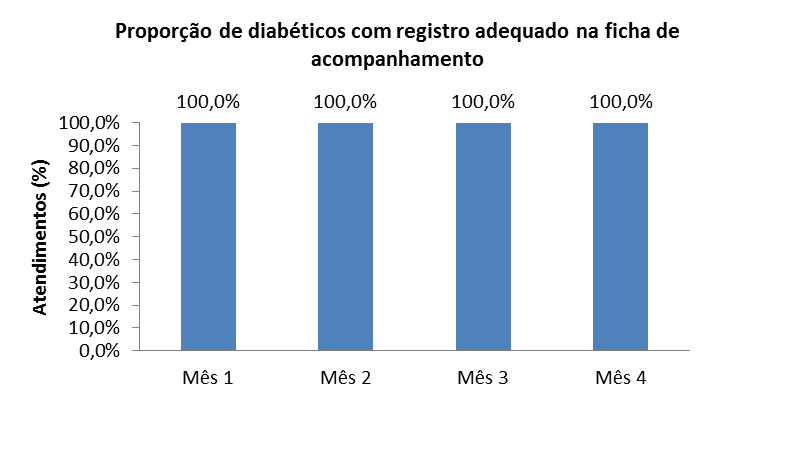 Proporção de diabéticos com registro adequado na ficha de
acompanhamento
100,0% 100,0% 100,0% 100,0%
Atendimentos (%)
100,0%
90,0%
80,0%
70,0%
60,0%
50,0%
40,0%
30,0%
20,0%
10,0%
0,0%
Mês 1 Mês 2 Mês 3 Mês 4